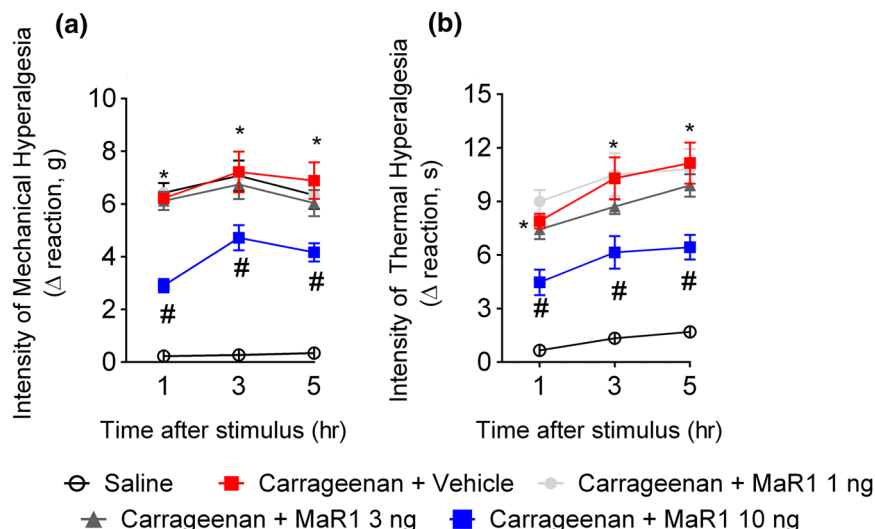 (a)
Intensity of Mechanical Hyperalgesia
(Δ reaction, g)
10
8
6
4
2
0
*
*
*
#
#
#
1 3 5
Time after stimulus (hr)
(b)
Intensity of Thermal Hyperalgesia
(Δ reaction, s)
15
12
9
6
3
0
*
*
*
#
#
#
1 3 5
Time after stimulus (hr)
Saline Carrageenan + Vehicle Carrageenan + MaR1 1 ng
Carrageenan + MaR1 3 ng Carrageenan + MaR1 10 ng